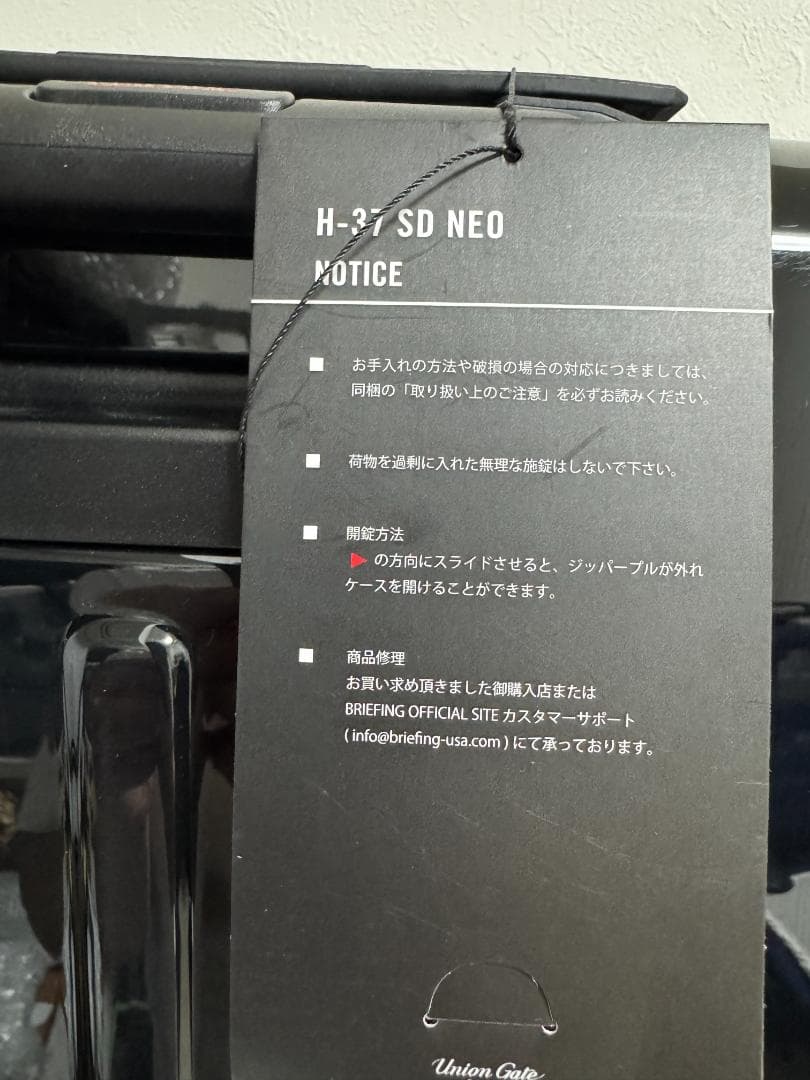 H-37 SD NEO
NOTICE
■ お手入れの方法や破損の場合の対応につきましては、
同梱の「取り扱い上のご注意」を必ずお読みください。
■ 荷物を過剰に入れた無理な施錠はしないで下さい。
■ 開錠方法
▶ の方向にスライドさせると、ジッパープルが外れ
ケースを開けることができます。
■ 商品修理
お買い求め頂きました御購入店または
BRIEFING OFFICIAL SITE カスタマーサポート
( info@briefing-usa.com ) にて承っております。
Union Gate